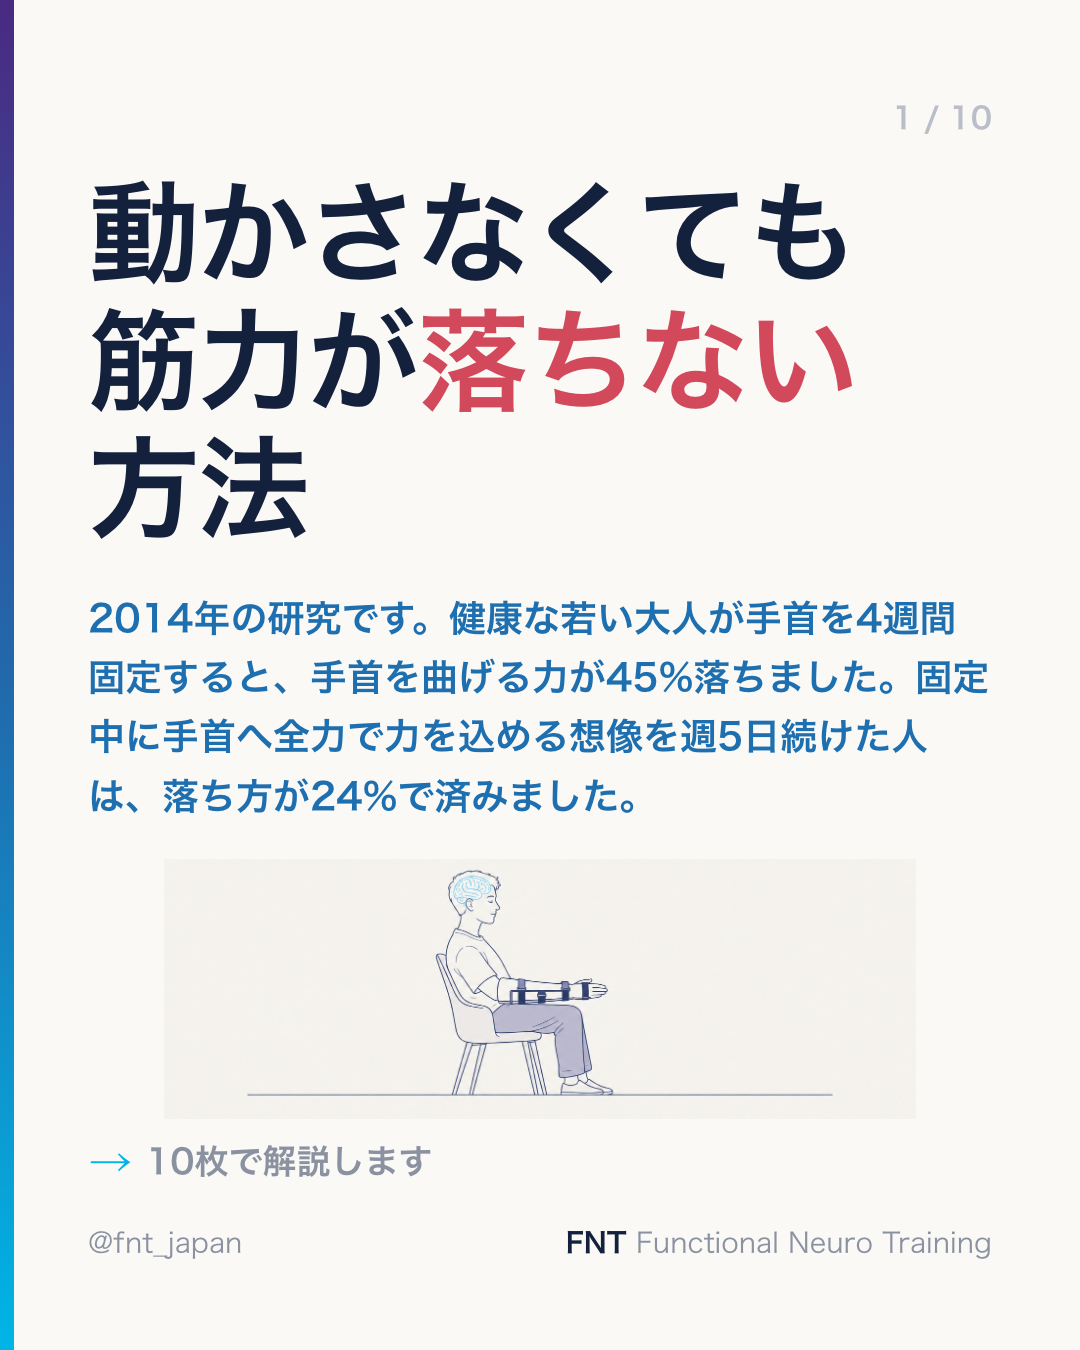 1 / 10
動かさなくても
筋力が落ちない
方法
2014年の研究です。健康な若い大人が手首を4週間
固定すると、手首を曲げる力が45%落ちました。固定
中に手首へ全力で力を込める想像を週5日続けた人
は、落ち方が24%で済みました。
→ 10枚で解説します
@fnt_japan
FNT Functional Neuro Training